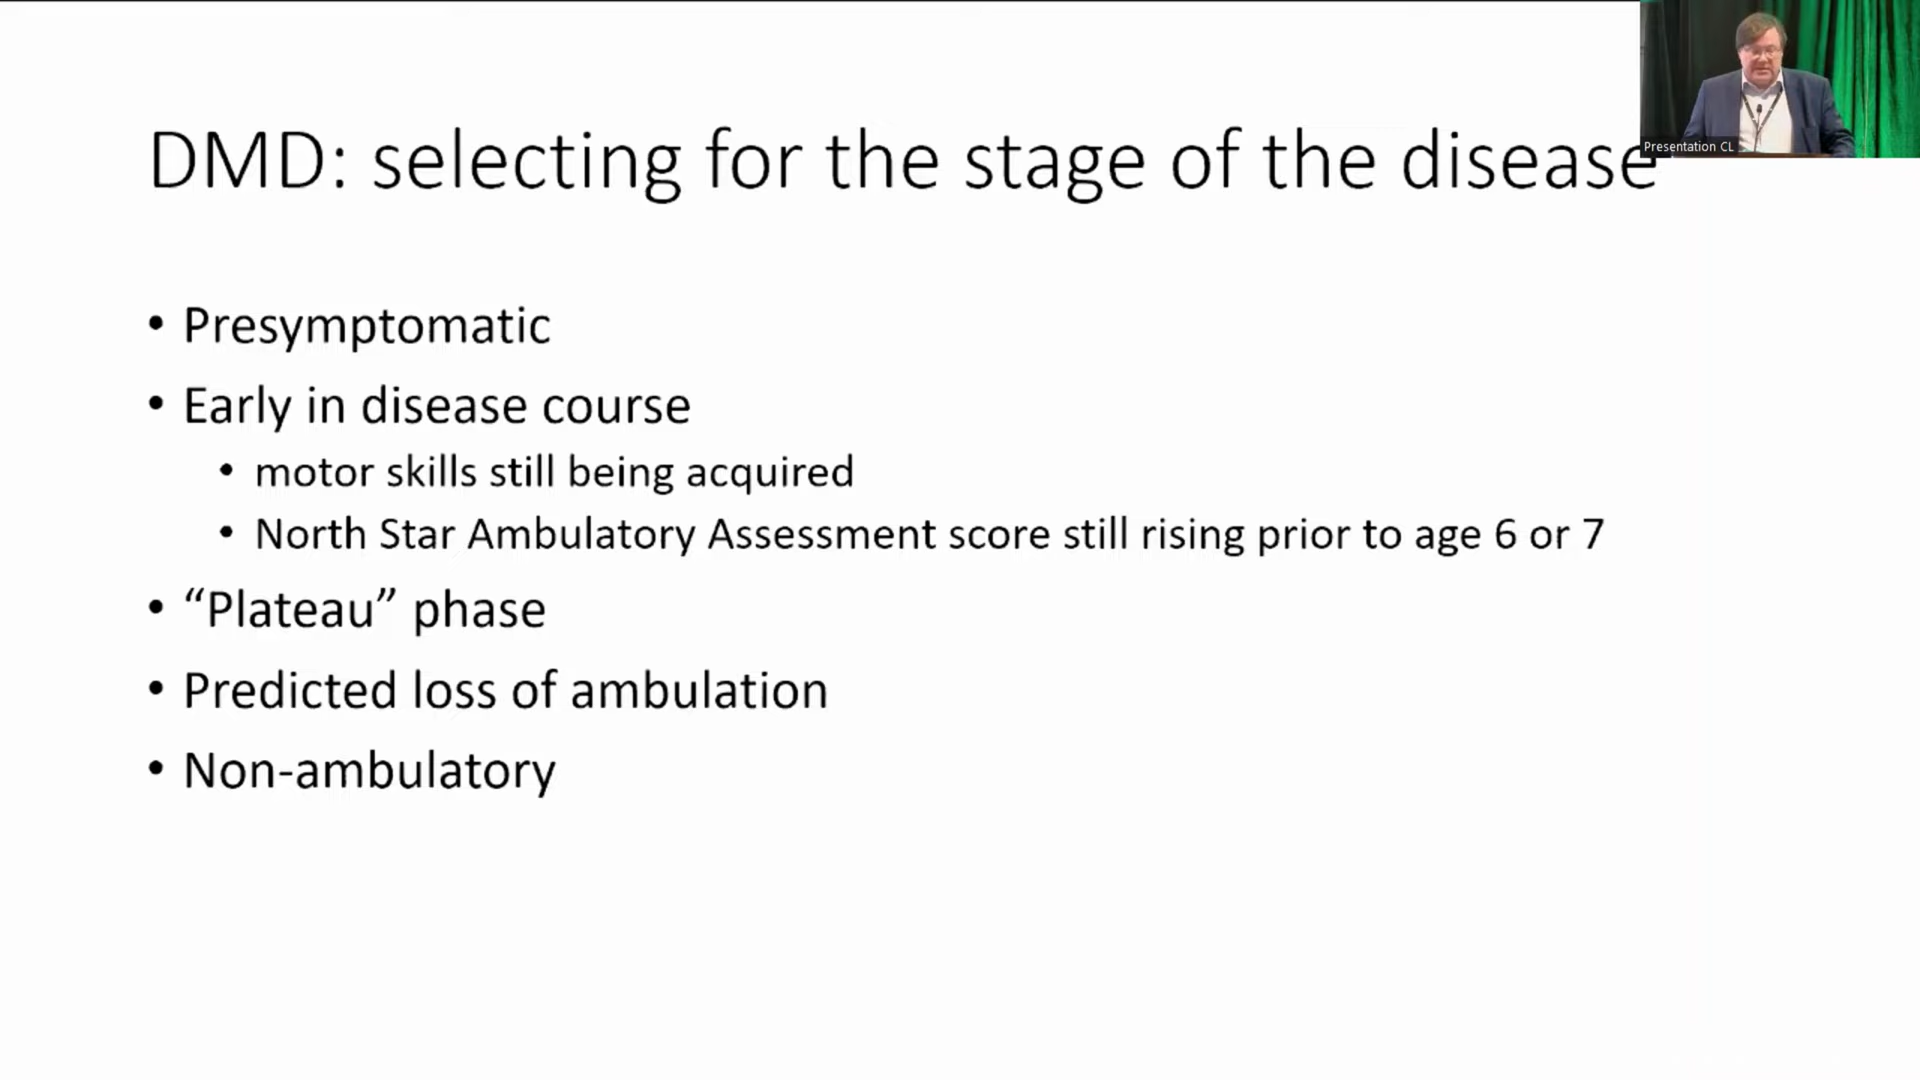 DMD: selecting for the stage of the disease
Presentation CL
• Presymptomatic
• Early in disease course
• motor skills still being acquired
• North Star Ambulatory Assessment score still rising prior to age 6 or 7
• “Plateau” phase
• Predicted loss of ambulation
• Non-ambulatory